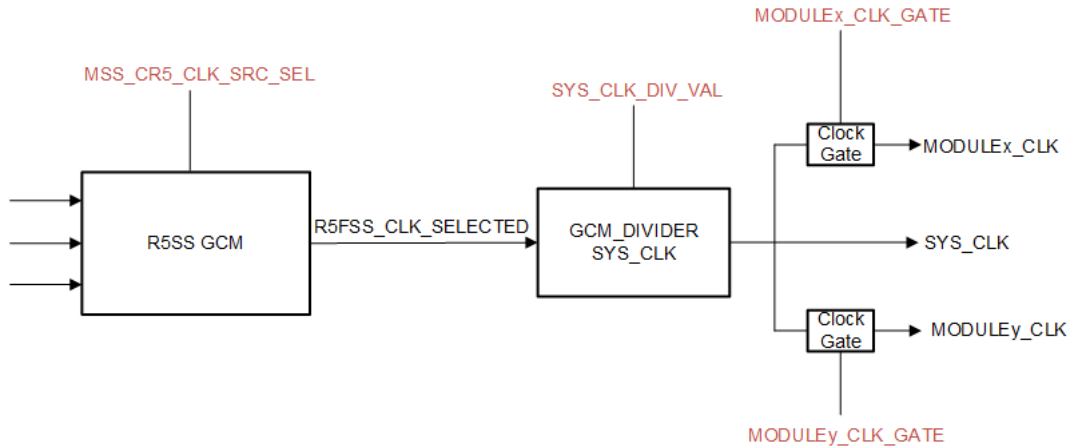 MODULEx_CLK_GATE
MSS_CR5_CLK_SRC_SEL
SYS_CLK_DIV_VAL
Clock
Gate
MODULEx_CLK
R5SS GCM
R5FSS_CLK_SELECTED
GCM_DIVIDER
SYS_CLK
SYS_CLK
Clock
Gate
MODULEy_CLK
MODULEy_CLK_GATE